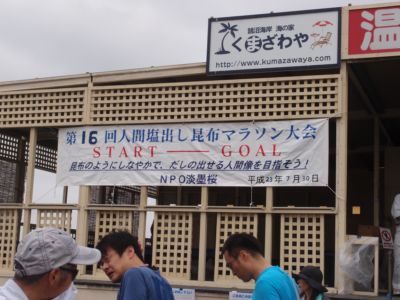 鵠沼海岸 海の家
くまざわや
http://www.kumazawaya.com/
温
第16回人間塩出し昆布マラソン大会
START ── GOAL
昆布のようにしなやかで、だしの出せる人間像を目指そう!
NPO淡墨桜 平成23年7月30日